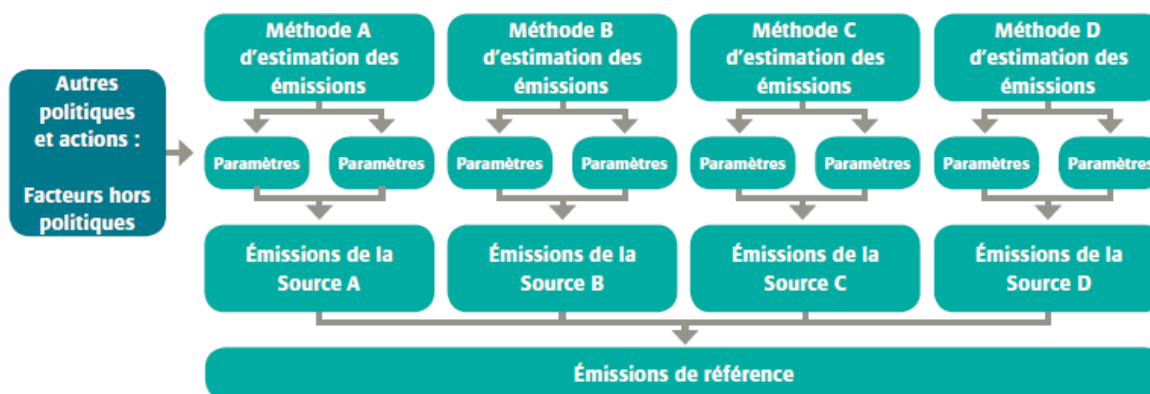 Méthode A
d'estimation des
émissions
Méthode B
d'estimation des
émissions
Méthode C
d'estimation des
émissions
Méthode D
d'estimation des
émissions
Autres
politiques
et actions :
Facteurs hors
politiques
Paramètres
Paramètres
Paramètres
Paramètres
Paramètres
Paramètres
Paramètres
Paramètres
Émissions de la
Source A
Émissions de la
Source B
Émissions de la
Source C
Émissions de la
Source D
Émissions de référence